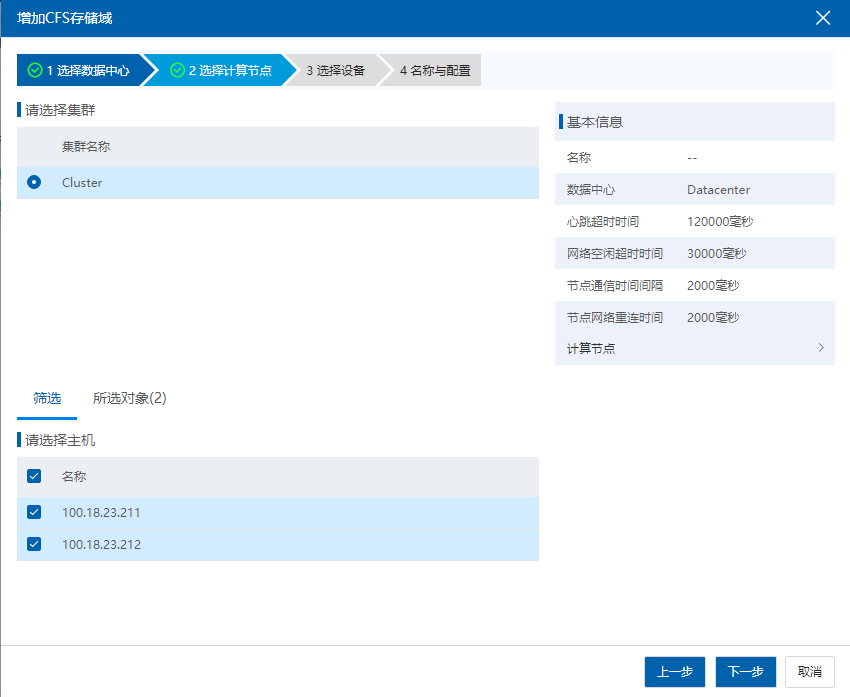 增加CFS存储域
1 选择数据中心
2 选择计算节点
3 选择设备
4 名称与配置
请选择集群
集群名称
Cluster
基本信息
名称 --
数据中心 Datacenter
心跳超时时间 120000毫秒
网络空闲超时时间 30000毫秒
节点通信时间间隔 2000毫秒
节点网络重连时间 2000毫秒
计算节点
筛选 所选对象(2)
请选择主机
名称
100.18.23.211
100.18.23.212
上一步 下一步 取消